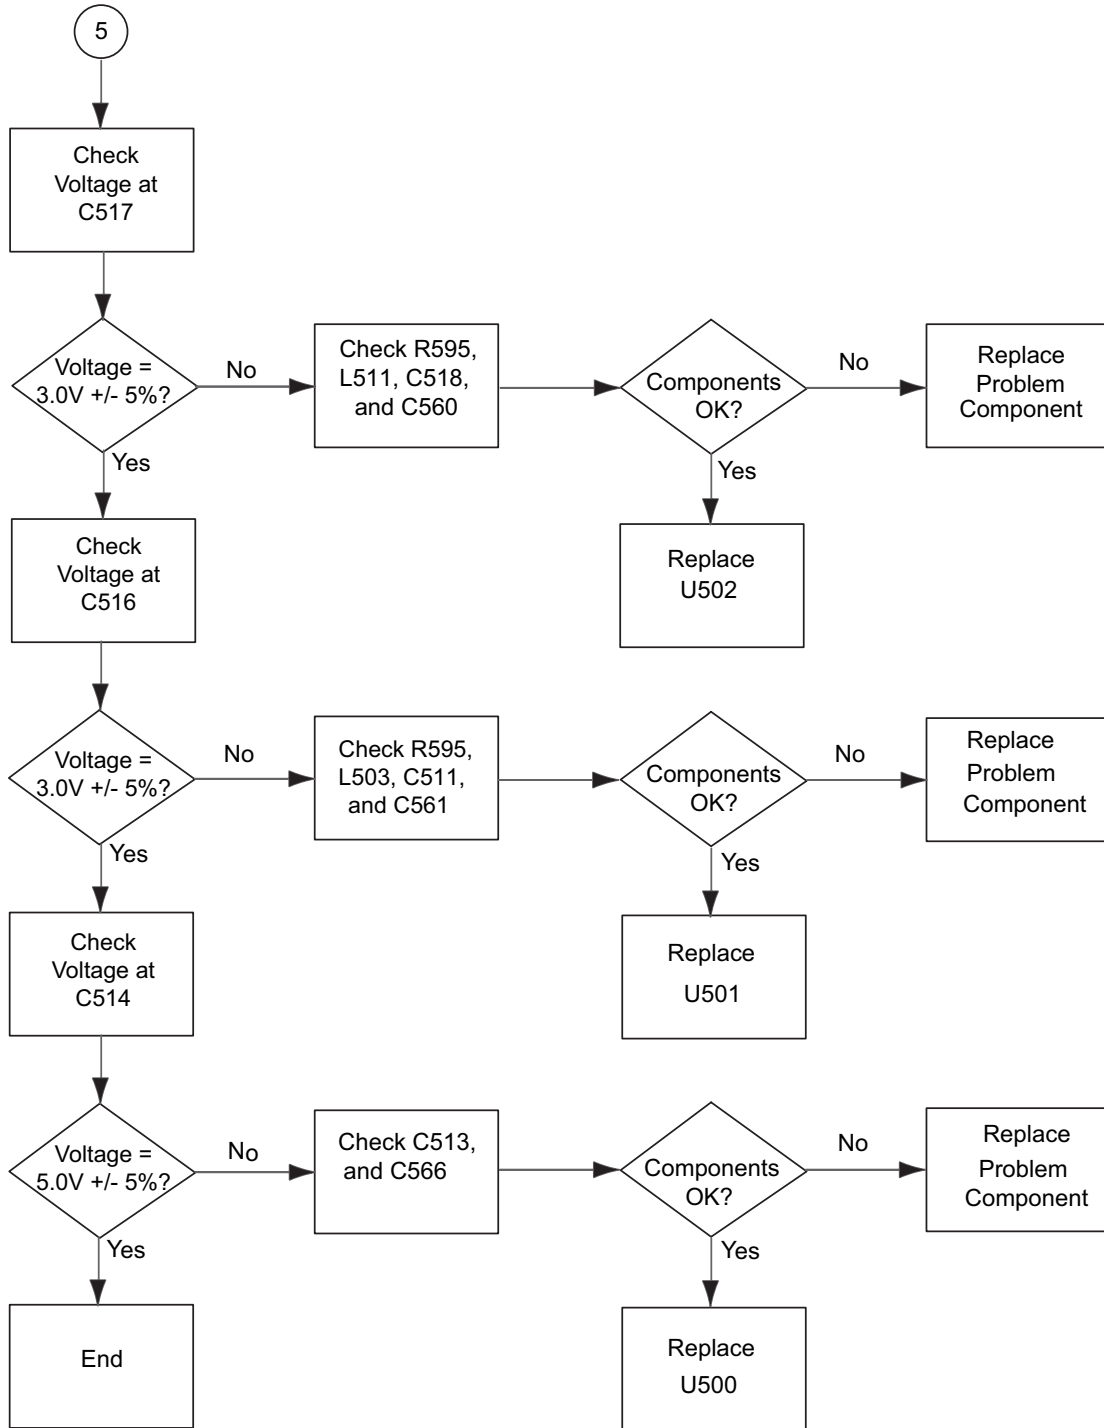 5
Check
Voltage at
C517
Voltage =
3.0V +/- 5%?
No
Check R595,
L511, C518,
and C560
Components
OK?
No
Replace
Problem
Component
Yes
Yes
Check
Voltage at
C516
Replace
U502
Voltage =
3.0V +/- 5%?
No
Check R595,
L503, C511,
and C561
Components
OK?
No
Replace
Problem
Component
Yes
Yes
Check
Voltage at
C514
Replace
U501
Voltage =
5.0V +/- 5%?
No
Check C513,
and C566
Components
OK?
No
Replace
Problem
Component
Yes
Yes
End
Replace
U500